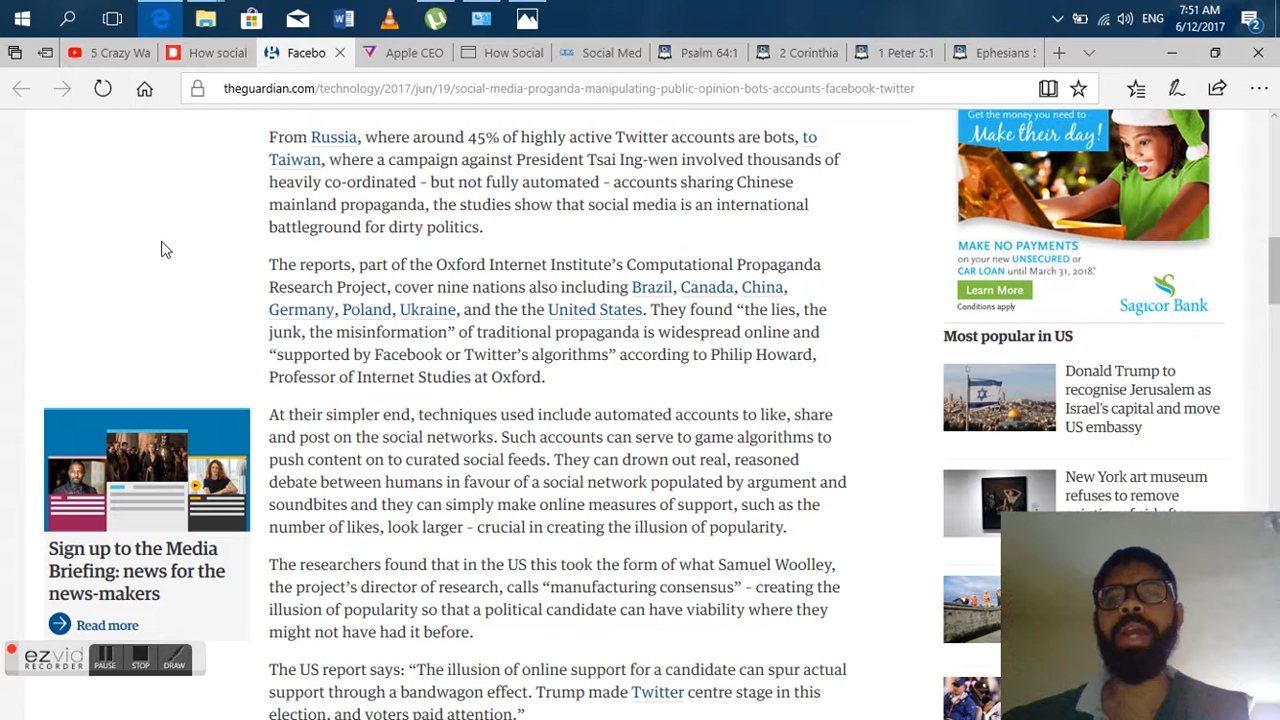 7:51 AM
ENG
6/12/2017
2
5 Crazy Wa
How social
Facebo
Apple CEO
How Social
Social Med
Psalm 64:1
2 Corinthia
1 Peter 5:1
Ephesians 5
theguardian.com/technology/2017/jun/19/social-media-proganda-manipulating-public-opinion-bots-accounts-facebook-twitter
From Russia, where around 45% of highly active Twitter accounts are bots, to
Taiwan, where a campaign against President Tsai Ing-wen involved thousands of
heavily co-ordinated – but not fully automated – accounts sharing Chinese
mainland propaganda, the studies show that social media is an international
battleground for dirty politics.
The reports, part of the Oxford Internet Institute's Computational Propaganda
Research Project, cover nine nations also including Brazil, Canada, China,
Germany, Poland, Ukraine, and the the United States. They found “the lies, the
junk, the misinformation” of traditional propaganda is widespread online and
“supported by Facebook or Twitter's algorithms” according to Philip Howard,
Professor of Internet Studies at Oxford.
At their simpler end, techniques used include automated accounts to like, share
and post on the social networks. Such accounts can serve to game algorithms to
push content on to curated social feeds. They can drown out real, reasoned
debate between humans in favour of a social network populated by argument and
soundbites and they can simply make online measures of support, such as the
number of likes, look larger – crucial in creating the illusion of popularity.
The researchers found that in the US this took the form of what Samuel Woolley,
the project's director of research, calls “manufacturing consensus” – creating the
illusion of popularity so that a political candidate can have viability where they
might not have had it before.
The US report says: “The illusion of online support for a candidate can spur actual
support through a bandwagon effect. Trump made Twitter centre stage in this
election, and voters paid attention.”
Sign up to the Media
Briefing: news for the
news-makers
Read more
ezvid
RECORDER
PAUSE
STOP
DRAW
Get the money you need to
Make their day!
MAKE NO PAYMENTS
on your new UNSECURED or
CAR LOAN until March 31, 2018.*
Learn More
Conditions apply
Sagicor Bank
Most popular in US
Donald Trump to
recognise Jerusalem as
Israel's capital and move
US embassy
New York art museum
refuses to remove